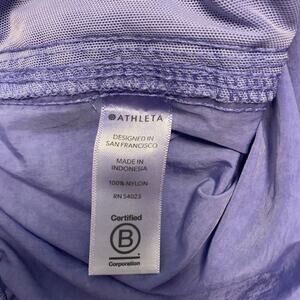 ATHLETA
DESIGNED IN
SAN FRANCISCO
MADE IN
INDONESIA
100% NYLON
RN 54023
Certified
B
Corporation